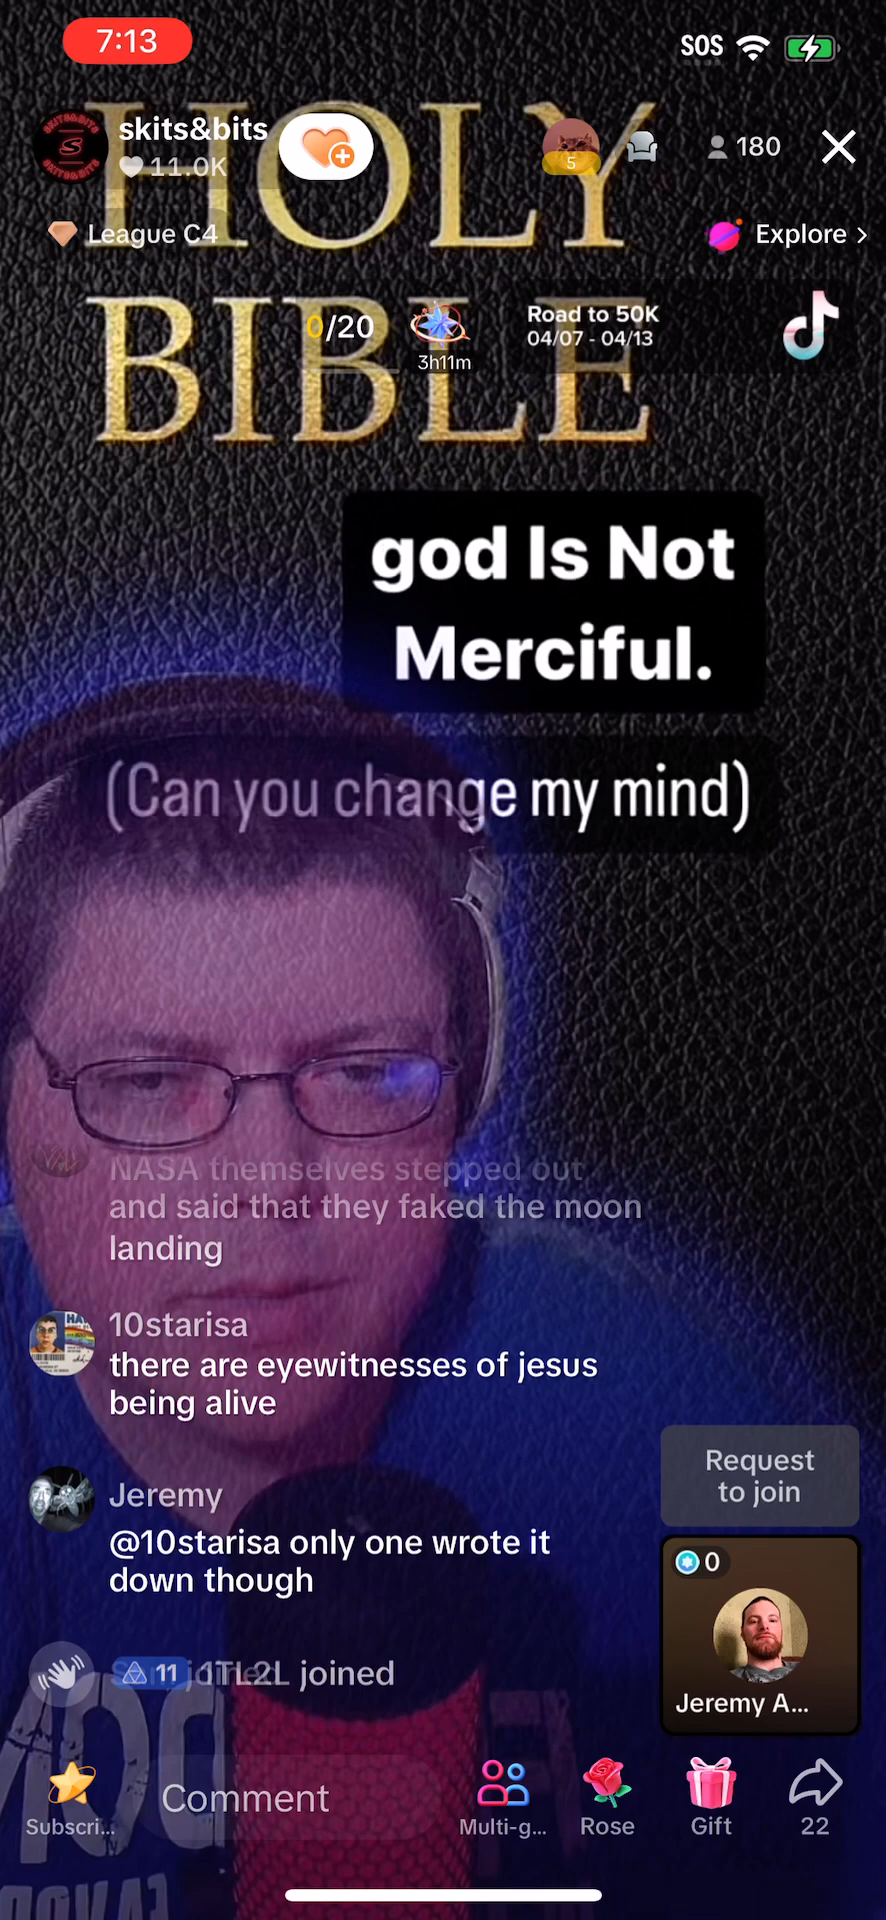 7:13
SOS
HOLY
BIBLE
skits&bits
11.0K
5
180
League C4
Explore >
0/20
3h11m
Road to 50K
04/07 - 04/13
god Is Not
Merciful.
(Can you change my mind)
NASA themselves stepped out
and said that they faked the moon
landing
10starisa
there are eyewitnesses of jesus
being alive
Jeremy
@10starisa only one wrote it
down though
11
joined
Request
to join
0
Jeremy A...
Subscri...
Comment
Multi-g...
Rose
Gift
22